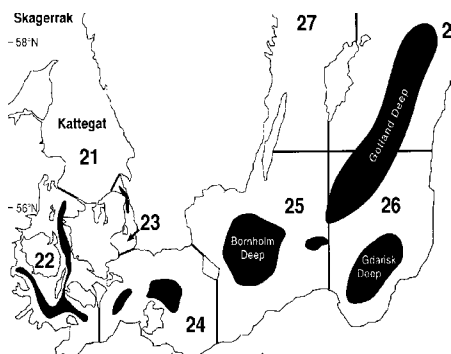 Skagerrak
27
2
58°N
Gotland Deep
Kattegat
21
56°N
23
25
26
22
Bornholm
Deep
Gdańsk
Deep
24